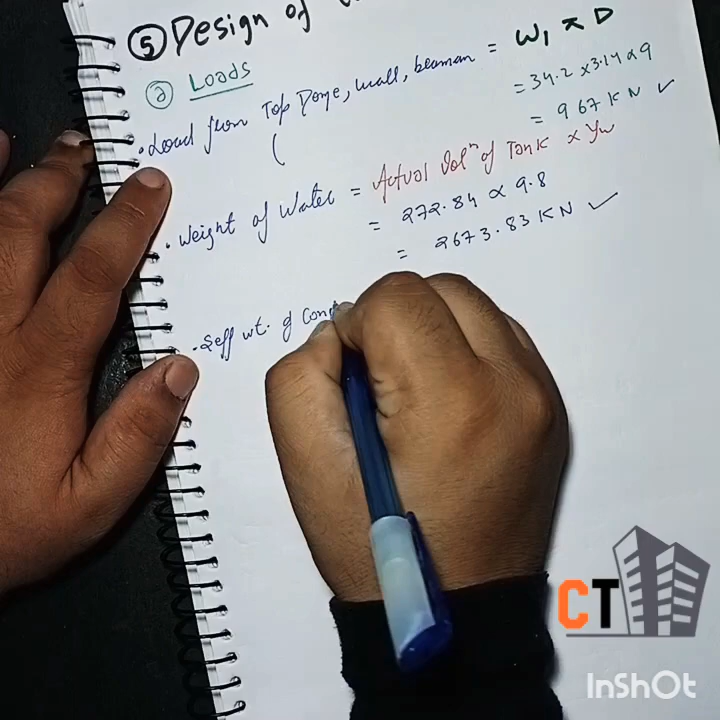 ⑤ Design of
ⓐ Loads
• Load from Top Dome, wall, beam = W₁ π D
= 34.2 x 3.14 x 9
= 967 KN ✓
(
• Weight of Water = Actual Volⁿ of Tank x γw
= 272.84 x 9.8
= 2673.83 KN ✓
• Self wt. of Con
CT
InShOt